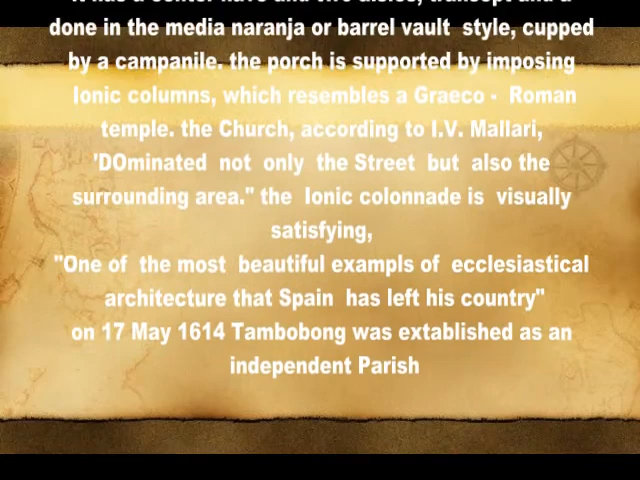 done in the media naranja or barrel vault style, cupped
by a campanile. the porch is supported by imposing
Ionic columns, which resembles a Graeco - Roman
temple. the Church, according to I.V. Mallari,
'DOminated not only the Street but also the
surrounding area." the Ionic colonnade is visually
satisfying,
"One of the most beautiful exampls of ecclesiastical
architecture that Spain has left his country"
on 17 May 1614 Tambobong was extablished as an
independent Parish